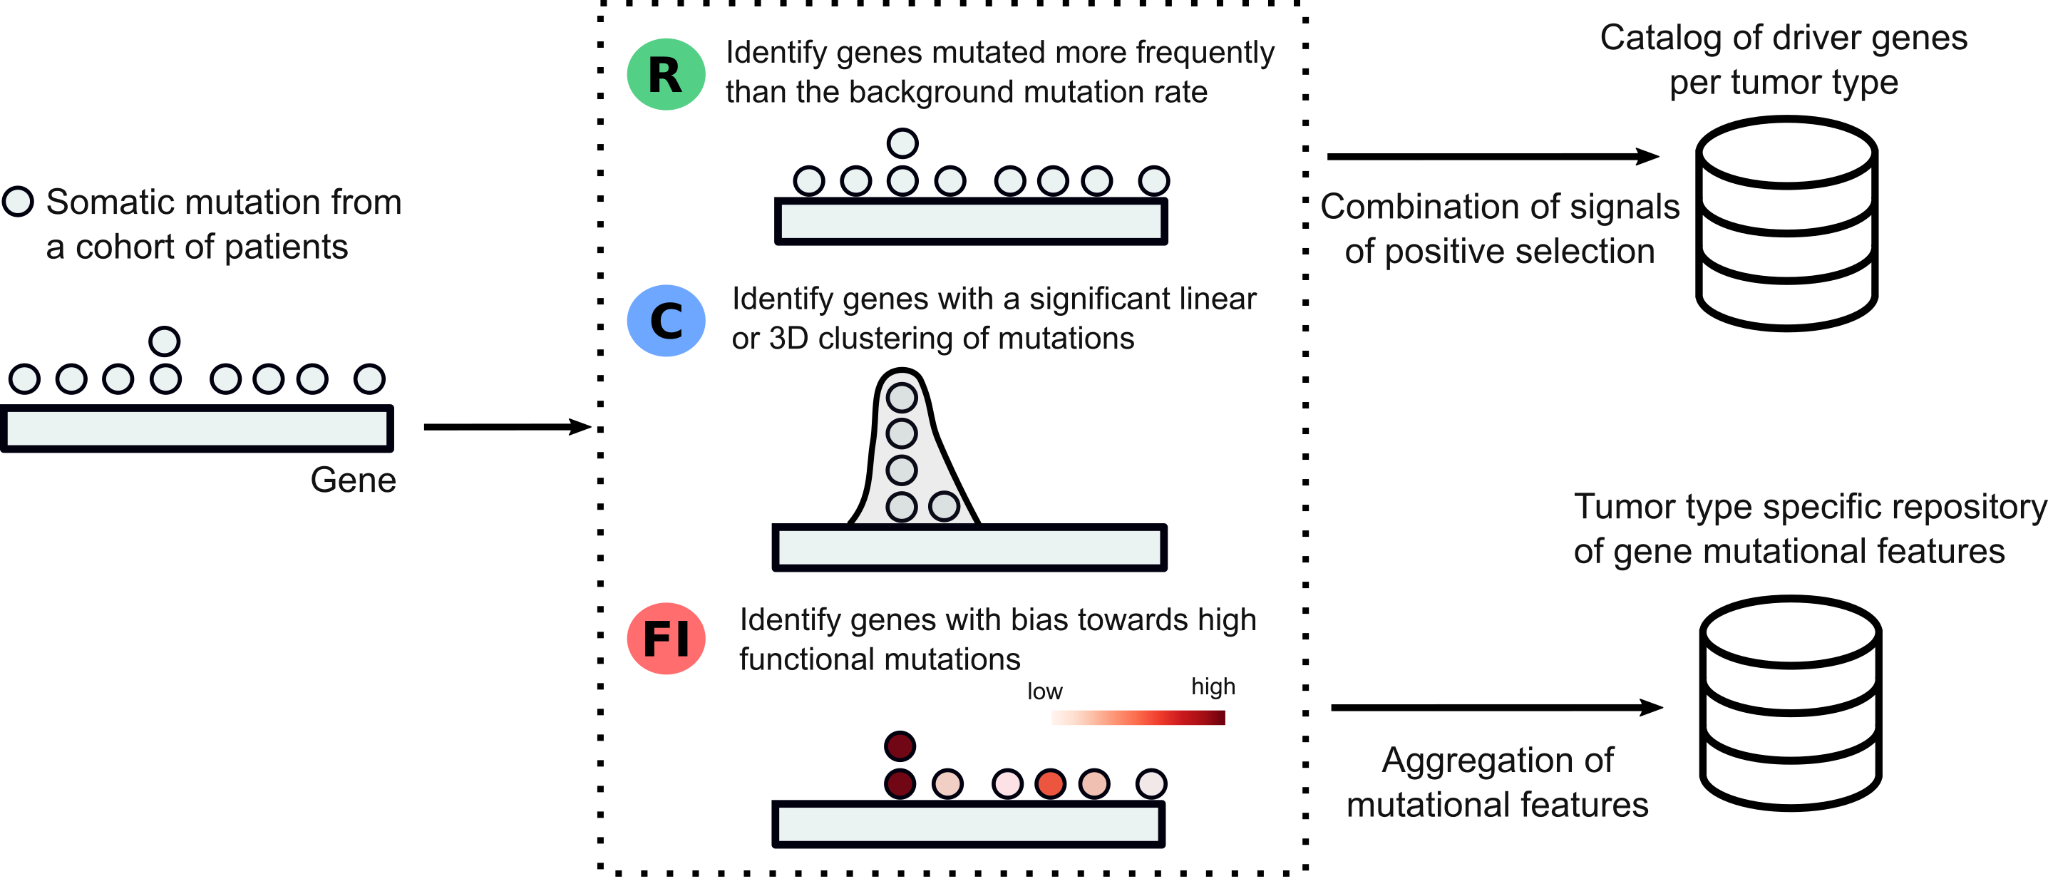 Somatic mutation from
a cohort of patients
Gene
R
Identify genes mutated more frequently
than the background mutation rate
C
Identify genes with a significant linear
or 3D clustering of mutations
FI
Identify genes with bias towards high
functional mutations
low
high
Combination of signals
of positive selection
Catalog of driver genes
per tumor type
Aggregation of
mutational features
Tumor type specific repository
of gene mutational features